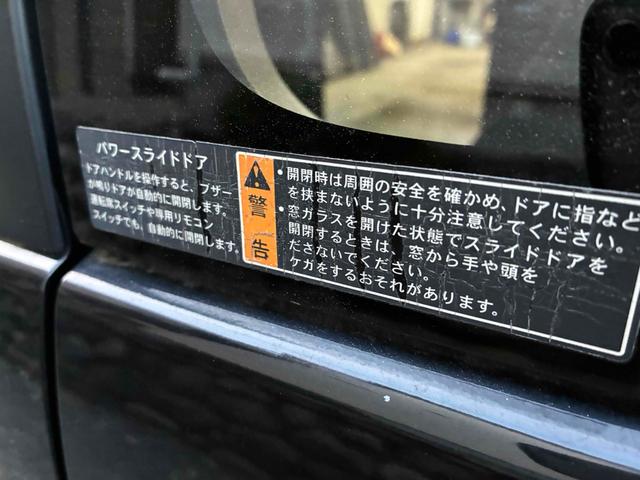 パワースライドドア
ドアハンドルを操作すると、ブザー
が鳴りドアが自動的に開閉します。
運転席スイッチや専用リモコン
スイッチでも、自動的に開閉します。
警告
・開閉時は周囲の安全を確かめ、ドアに指など
を挟まないように十分注意してください。
・窓ガラスを開けた状態でスライドドアを
開閉するときは、窓から手や頭を
ださないでください。
ケガをするおそれがあります。